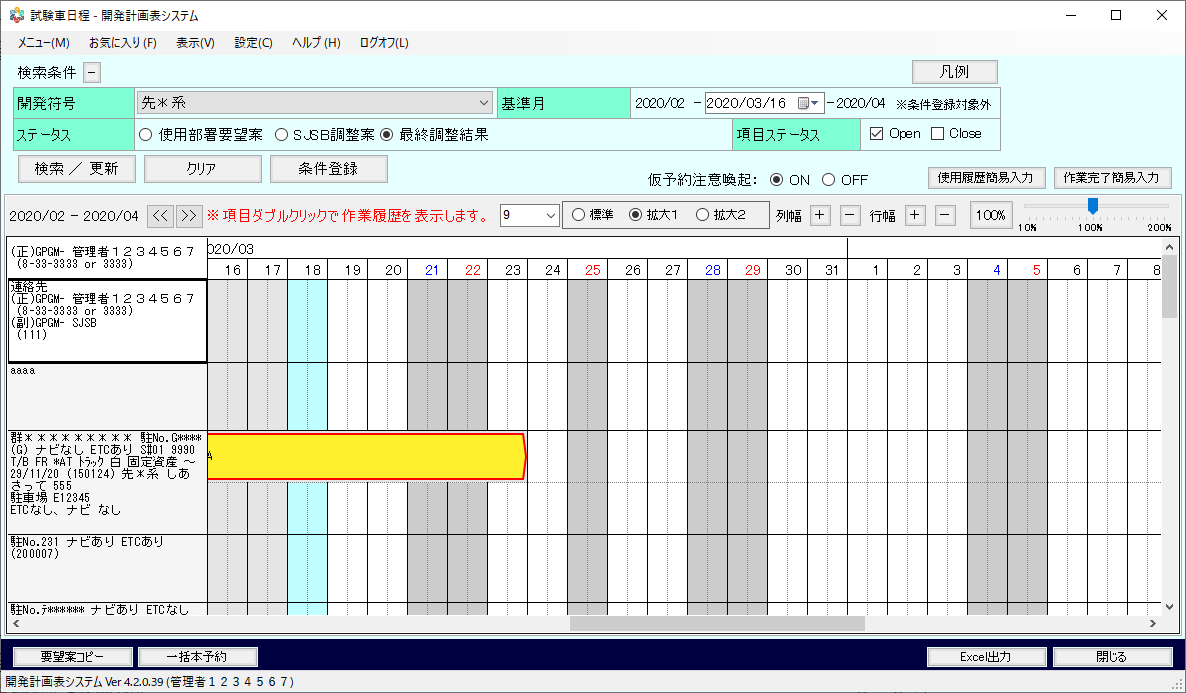 試験車日程 - 開発計画表システム
メニュー(M) お気に入り(F) 表示(V) 設定(C) ヘルプ(H) ログオフ(L)
検索条件 − 凡例
開発符号 先＊系 基準月 2020/02 － 2020/03/16 －2020/04 ※条件登録対象外
ステータス 使用部署要望案 SJSB調整案 最終調整結果 項目ステータス Open Close
検索 ／ 更新 クリア 条件登録 仮予約注意喚起: ON OFF 使用履歴簡易入力 作業完了簡易入力
2020/02 － 2020/04 << >> ※項目ダブルクリックで作業履歴を表示します。 9 標準 拡大1 拡大2 列幅 + − 行幅 + − 100%
10% 100% 200%
(正)GPGM- 管理者１２３４５６７
(8-33-3333 or 3333)
020/03
16 17 18 19 20 21 22 23 24 25 26 27 28 29 30 31 1 2 3 4 5 6 7 8
連絡先
(正)GPGM- 管理者１２３４５６７
(8-33-3333 or 3333)
(副)GPGM- SJSB
(111)
aaaa
群＊＊＊＊＊＊＊＊＊ 駐No.G****
(G) ナビなし ETCあり S#01 9990
T/B FR *AT ﾄﾗｯｸ 白 固定資産 ～
29/11/20 (150124) 先＊系 しあ
さって 555
駐車場 E12345
ETCなし、ナビ なし
A
駐No.231 ナビあり ETCあり
(200007)
駐No.ﾃ****** ナビあり ETCなし
要望案コピー 一括本予約 Excel出力 閉じる
開発計画表システム Ver 4.2.0.39 (管理者１２３４５６７)